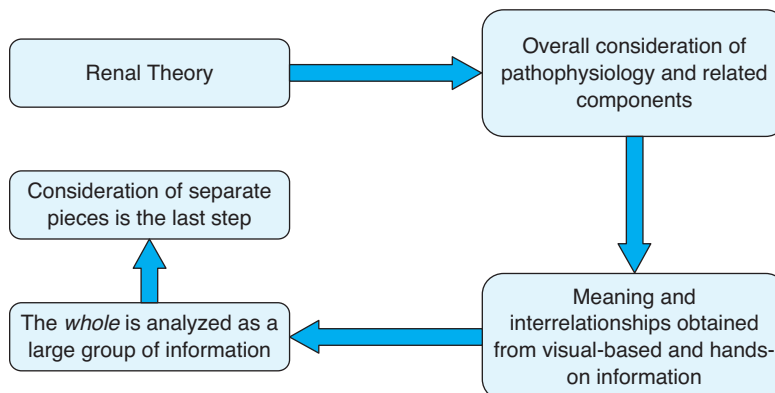 Renal Theory
Overall consideration of
pathophysiology and related
components
Meaning and
interrelationships obtained
from visual-based and hands-
on information
The whole is analyzed as a
large group of information
Consideration of separate
pieces is the last step